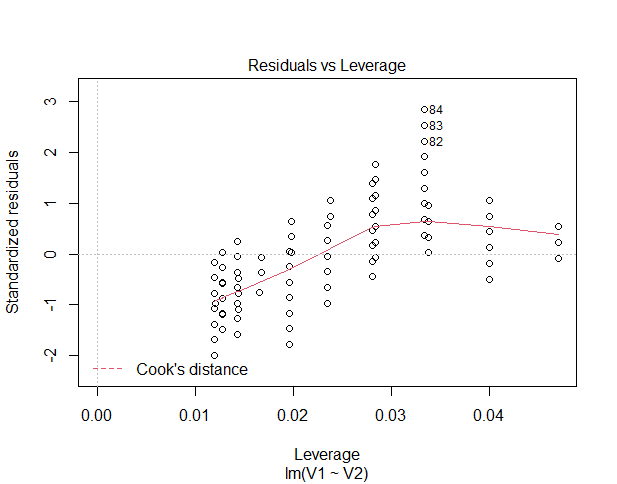 Residuals vs Leverage
Standardized residuals
3
2
1
0
-1
-2
84
83
82
Cook's distance
0.00 0.01 0.02 0.03 0.04
Leverage
lm(V1 ~ V2)